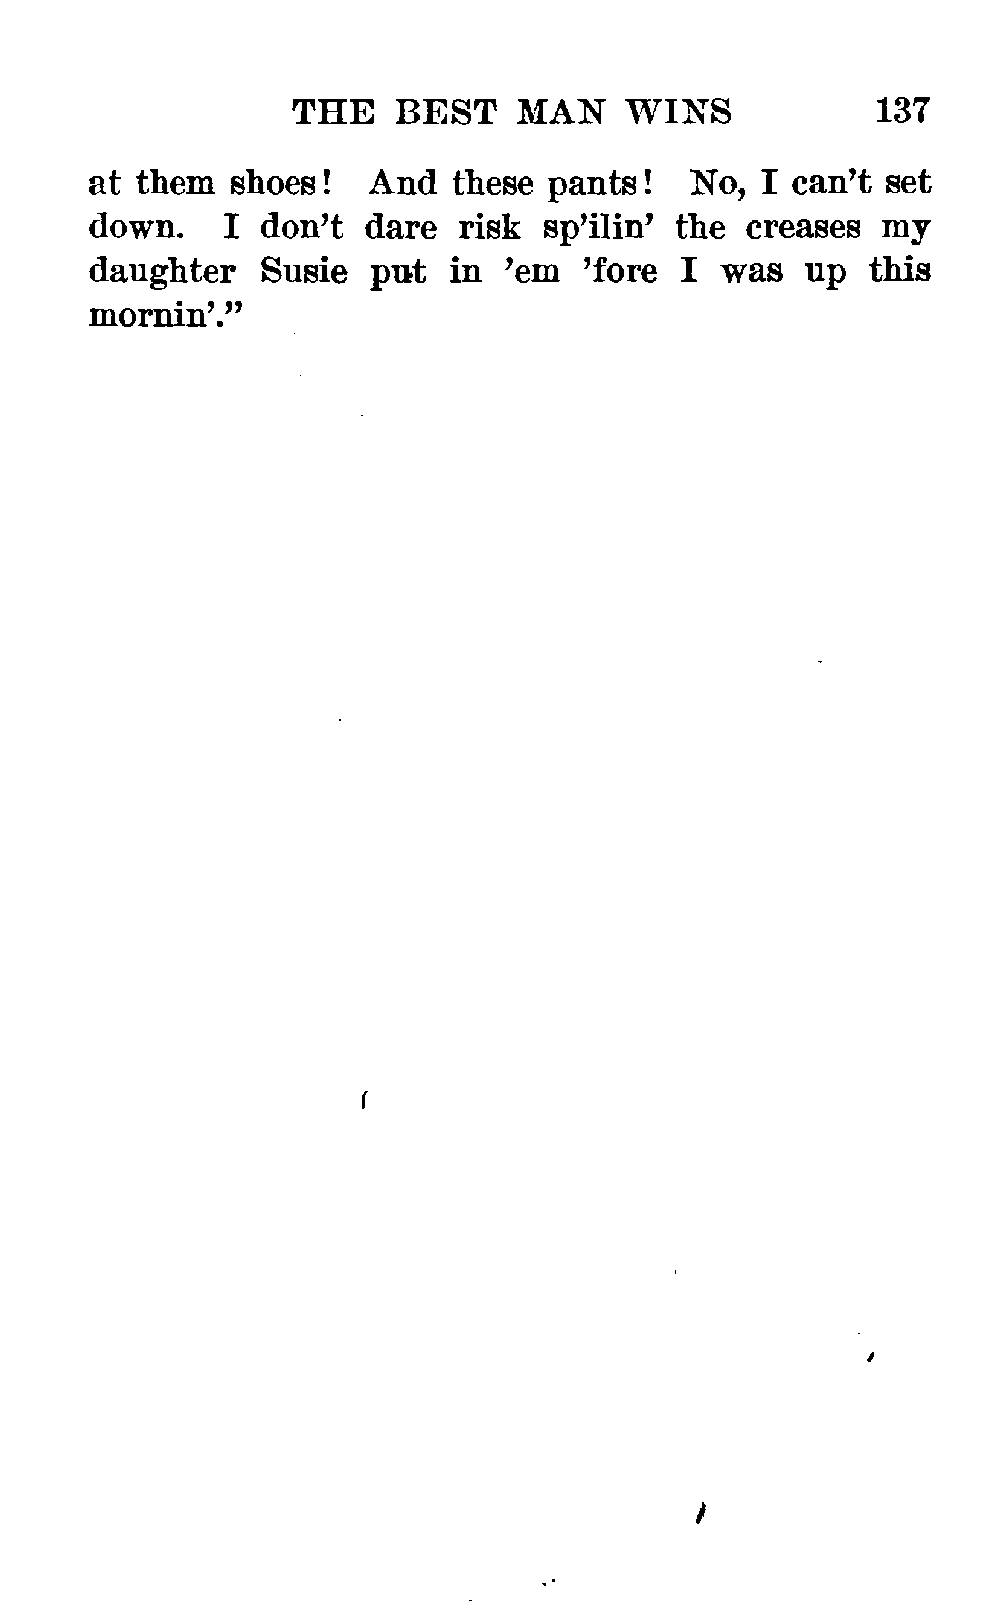 THE BEST MAN WINS 137
at them shoes! And these pants! No, I can't set
down. I don't dare risk sp'ilin' the creases my
daughter Susie put in 'em 'fore I was up this
mornin'."